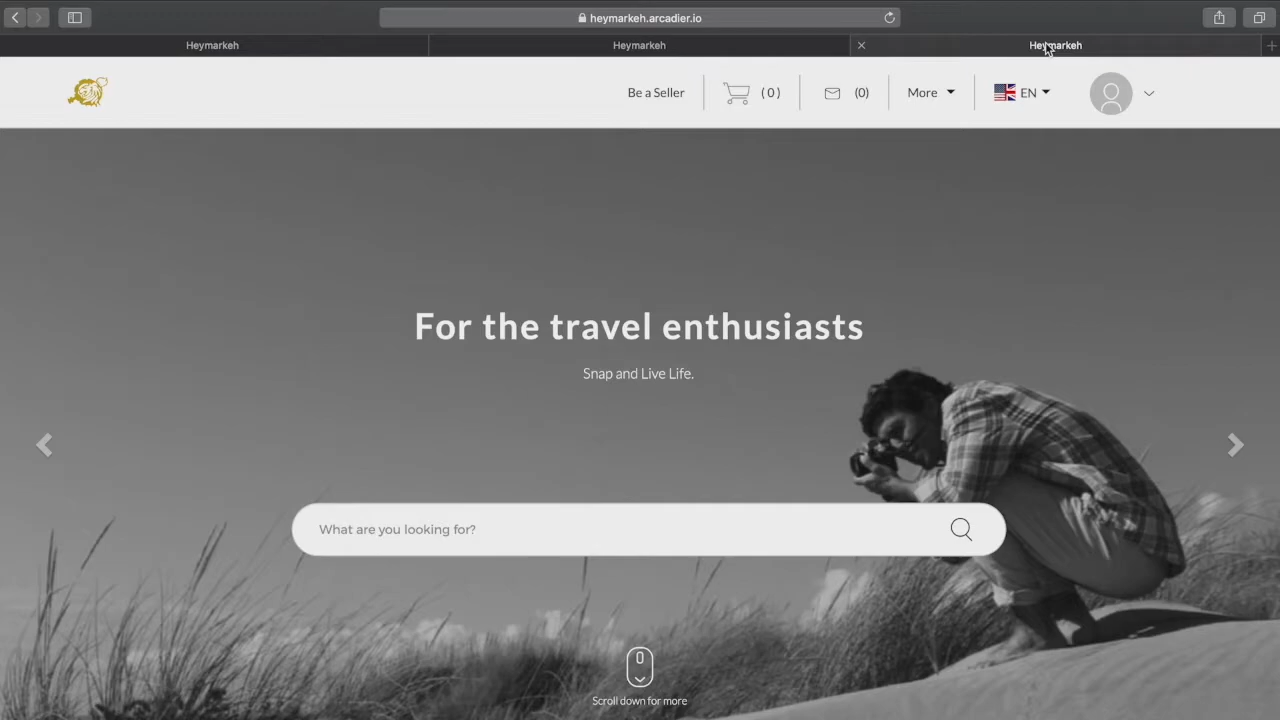 heymarkeh.arcadier.io
Heymarkeh
Heymarkeh
Heymarkeh
Be a Seller
( 0 )
(0)
More
EN
For the travel enthusiasts
Snap and Live Life.
What are you looking for?
Scroll down for more